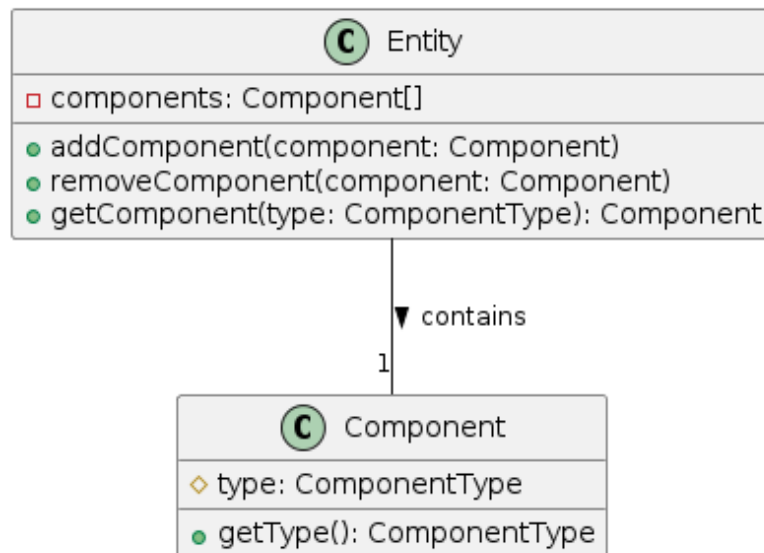 C Entity
components: Component[]
addComponent(component: Component)
removeComponent(component: Component)
getComponent(type: ComponentType): Component
contains
1
C Component
type: ComponentType
getType(): ComponentType